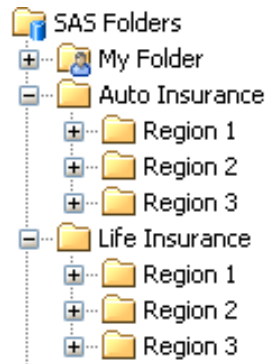 SAS Folders
My Folder
Auto Insurance
Region 1
Region 2
Region 3
Life Insurance
Region 1
Region 2
Region 3